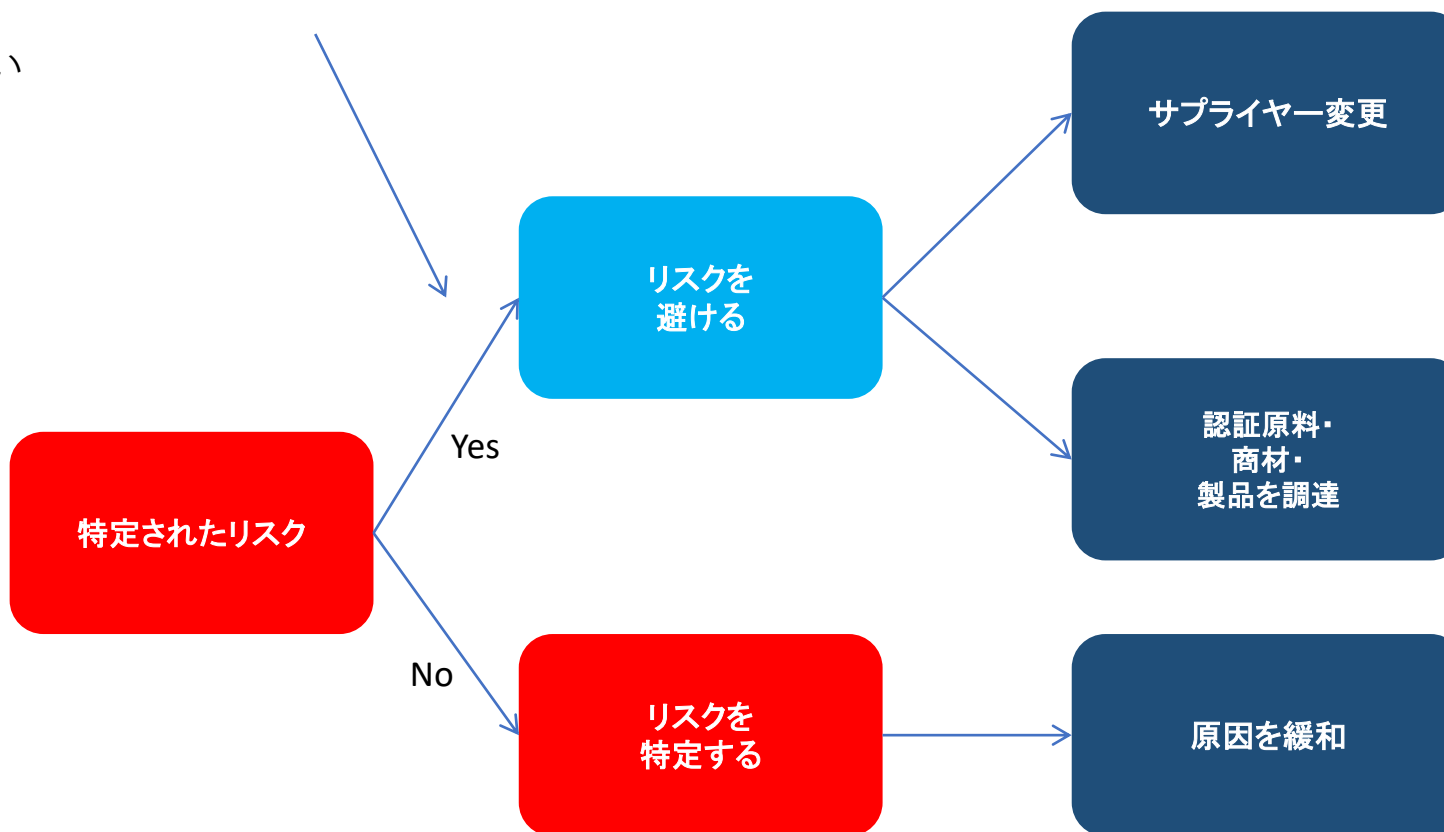 い
サプライヤー変更
リスクを
避ける
認証原料・
商材・
製品を調達
Yes
特定されたリスク
No
リスクを
特定する
原因を緩和